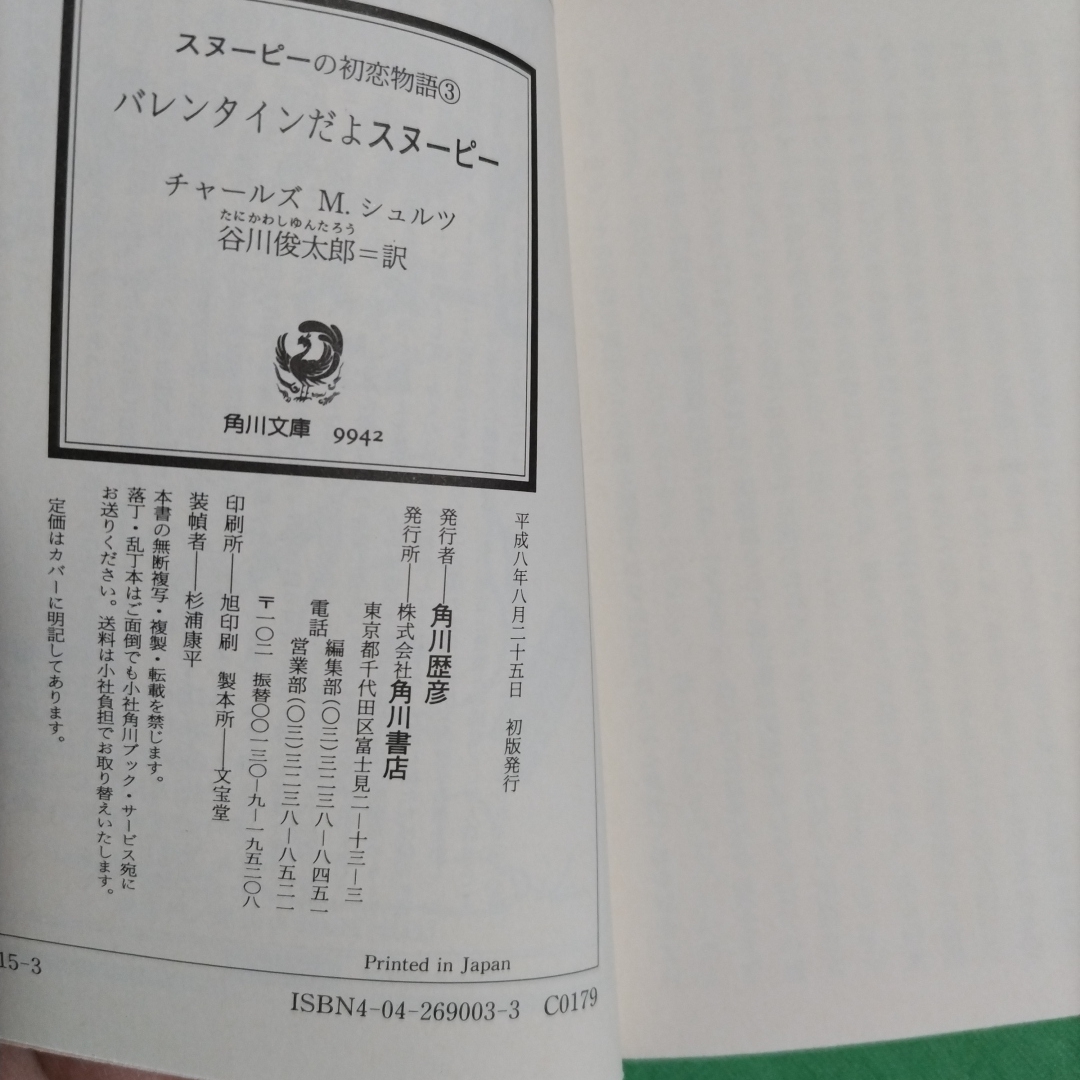 スヌーピーの初恋物語③
バレンタインだよスヌーピー
チャールズ M. シュルツ
たにかわしゆんたろう
谷川俊太郎＝訳
角川文庫 9942
平成八年八月二十五日 初版発行
発行者――角川歴彦
発行所――株式会社角川書店
東京都千代田区富士見二―十三―三
電話 編集部(〇三)三二三八―八四五一
営業部(〇三)三二三八―八五二一
〒一〇二 振替〇〇一三〇―九―一九五二〇八
印刷所――旭印刷 製本所――文宝堂
装幀者――杉浦康平
本書の無断複写・複製・転載を禁じます。
落丁・乱丁本はご面倒でも小社角川ブック・サービス宛に
お送りください。送料は小社負担でお取り替えいたします。
定価はカバーに明記してあります。
15-3
Printed in Japan
ISBN4-04-269003-3 C0179